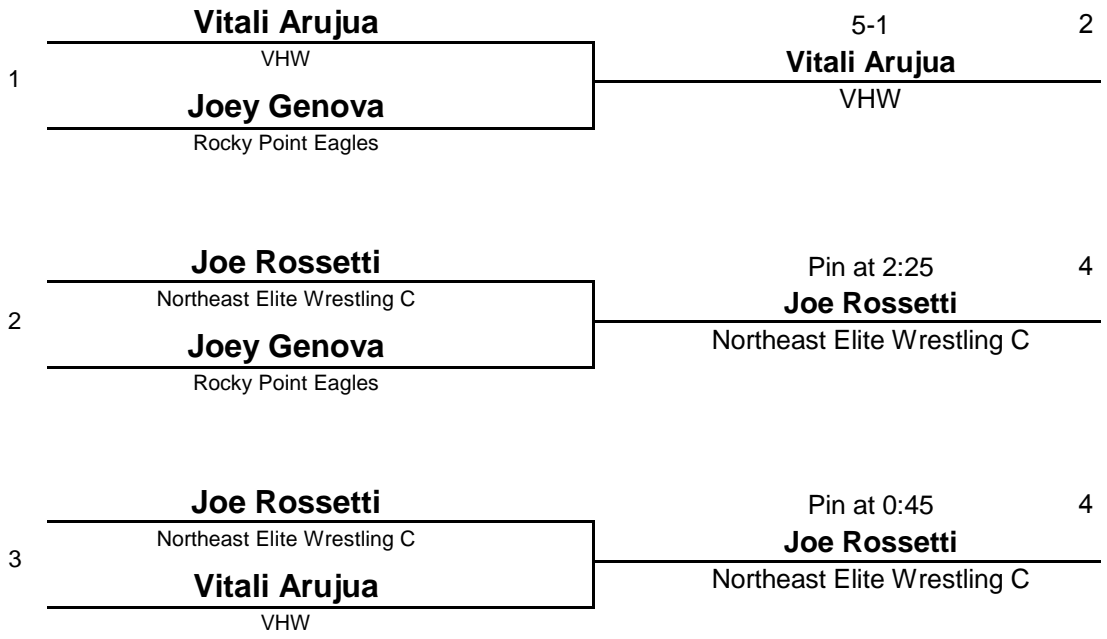 Vitali Arujua
VHW
1
Joey Genova
Rocky Point Eagles
5-1 2
Vitali Arujua
VHW
Joe Rossetti
Northeast Elite Wrestling C
2
Joey Genova
Rocky Point Eagles
Pin at 2:25 4
Joe Rossetti
Northeast Elite Wrestling C
Joe Rossetti
Northeast Elite Wrestling C
3
Vitali Arujua
VHW
Pin at 0:45 4
Joe Rossetti
Northeast Elite Wrestling C